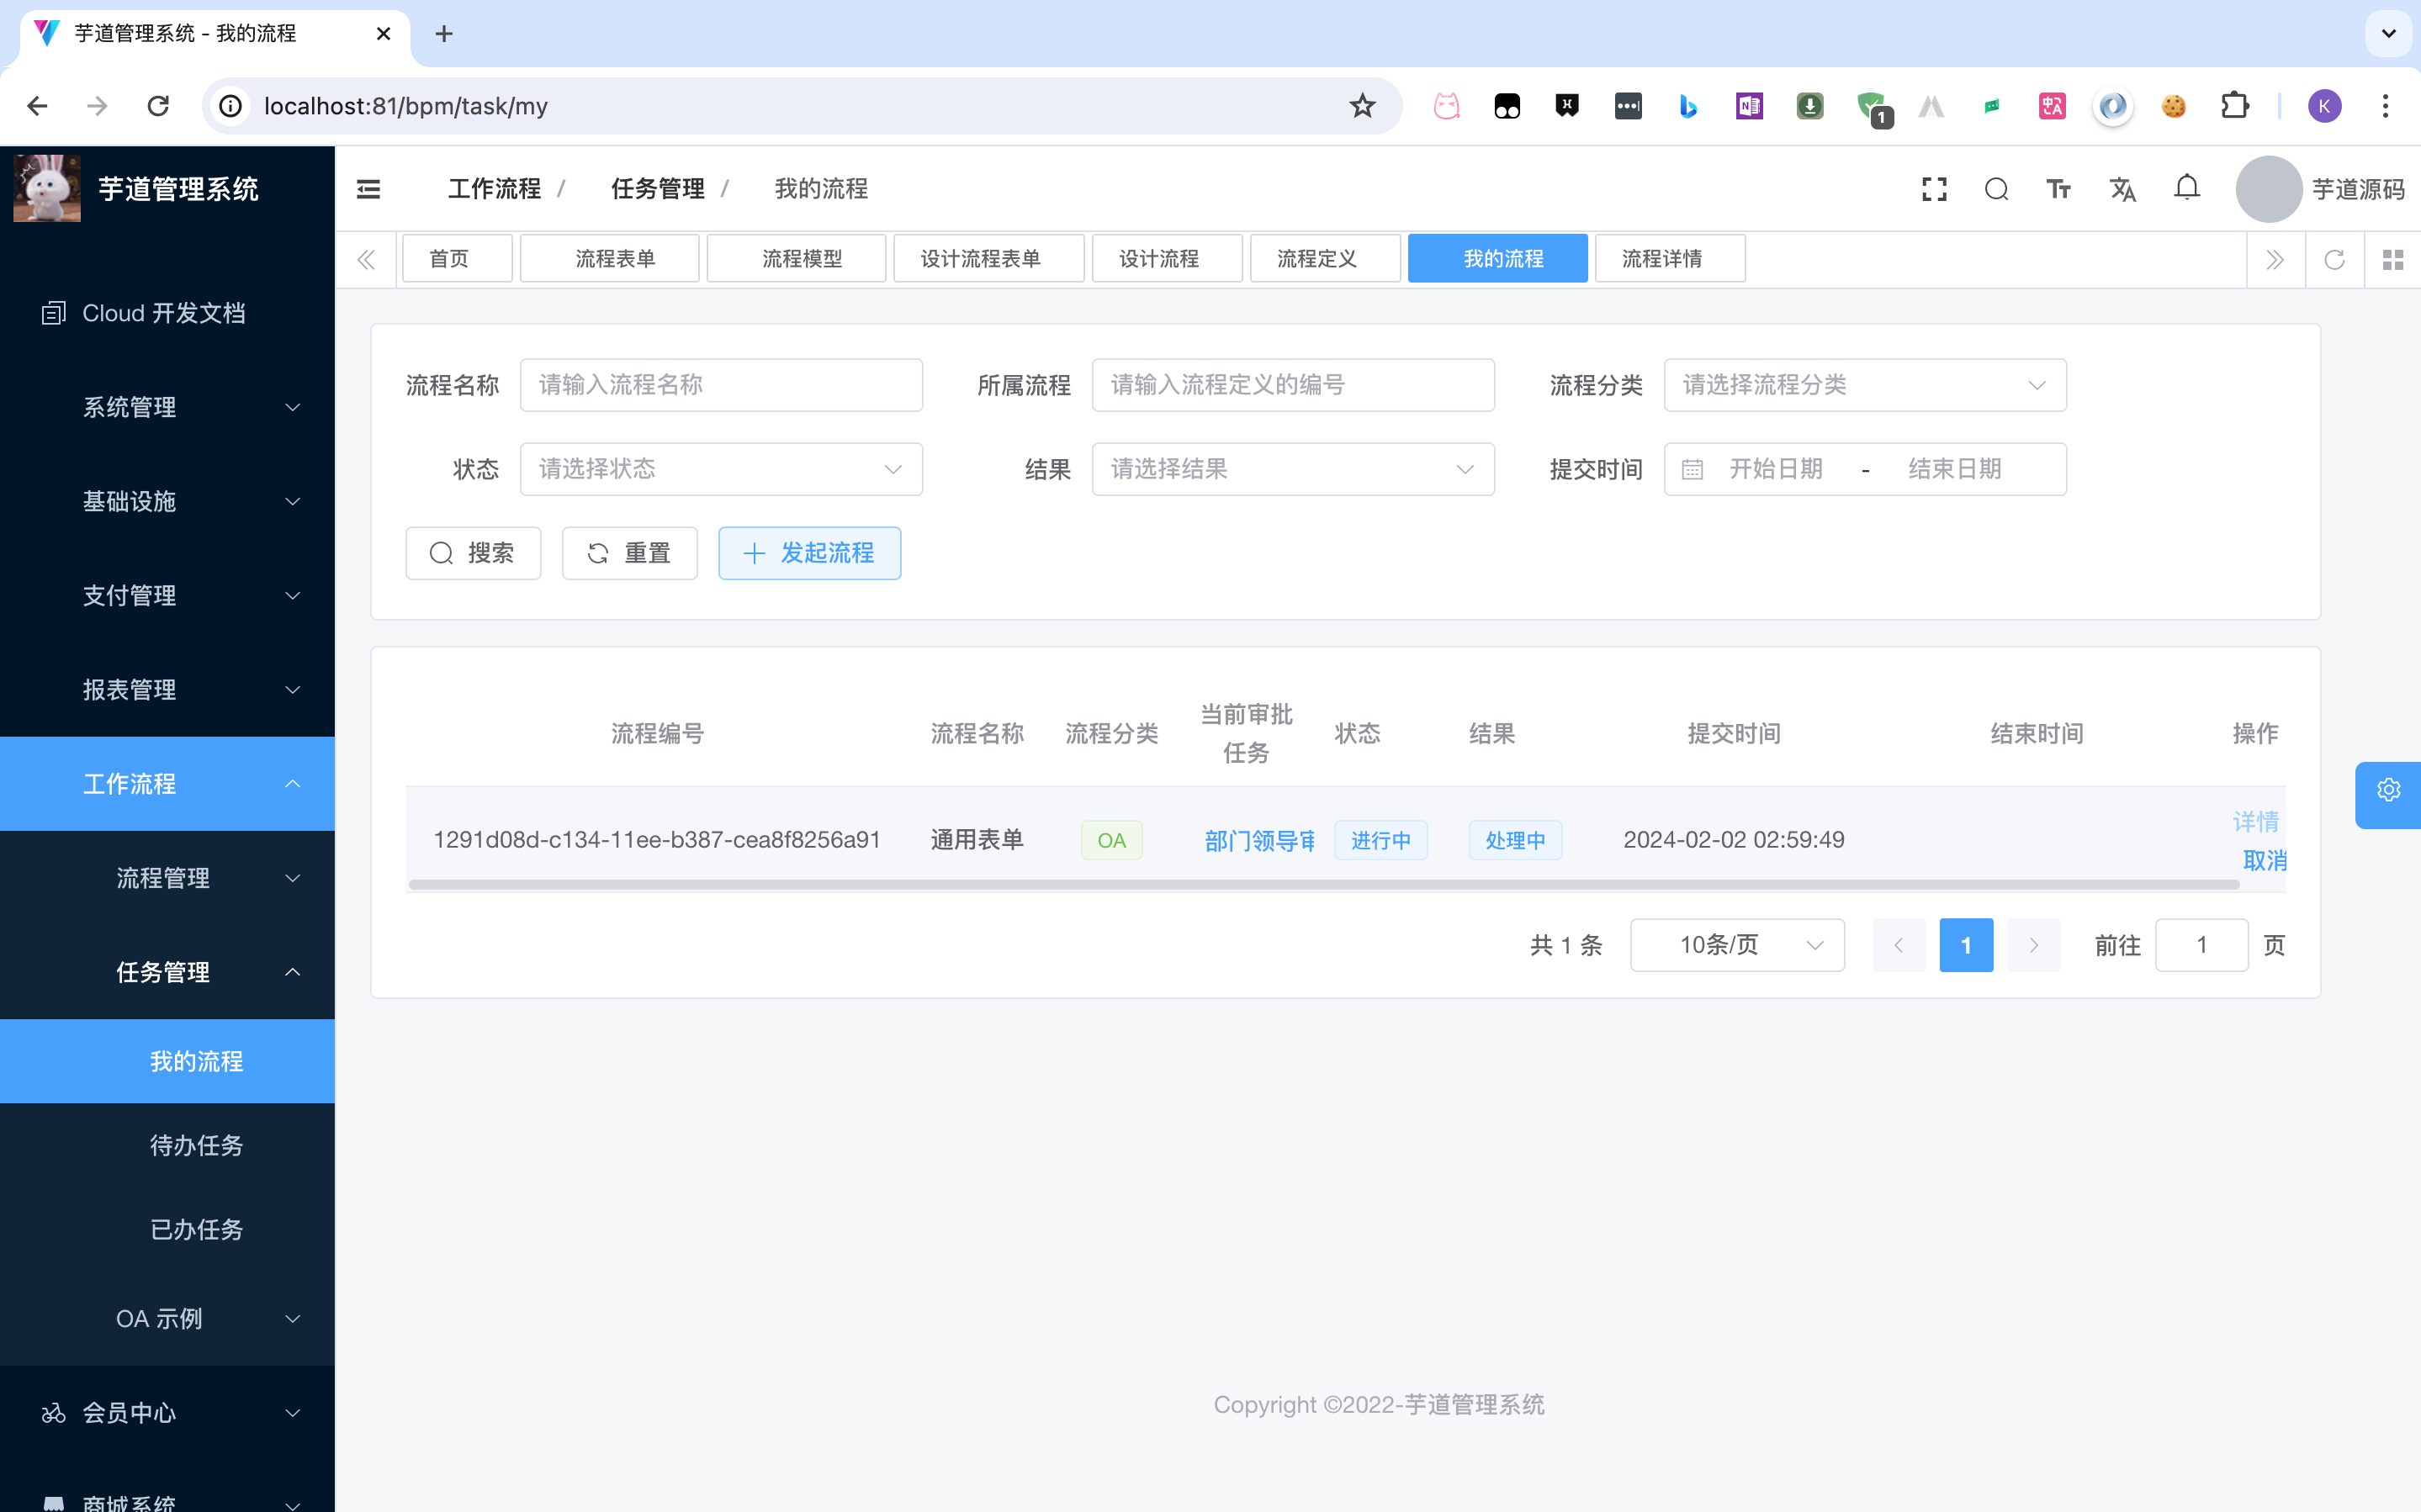 芋道管理系统 - 我的流程
localhost:81/bpm/task/my
1
K
芋道管理系统
工作流程 / 任务管理 / 我的流程
芋道源码
首页 流程表单 流程模型 设计流程表单 设计流程 流程定义 我的流程 流程详情
Cloud 开发文档
系统管理
基础设施
支付管理
报表管理
工作流程
流程管理
任务管理
我的流程
待办任务
已办任务
OA 示例
会员中心
商城系统
流程名称 请输入流程名称 所属流程 请输入流程定义的编号 流程分类 请选择流程分类
状态 请选择状态 结果 请选择结果 提交时间 开始日期 - 结束日期
搜索 重置 发起流程
流程编号 流程名称 流程分类 当前审批任务 状态 结果 提交时间 结束时间 操作
1291d08d-c134-11ee-b387-cea8f8256a91 通用表单 OA 部门领导审 进行中 处理中 2024-02-02 02:59:49 详情
取消
共 1 条 10条/页 1 前往 1 页
Copyright ©2022-芋道管理系统